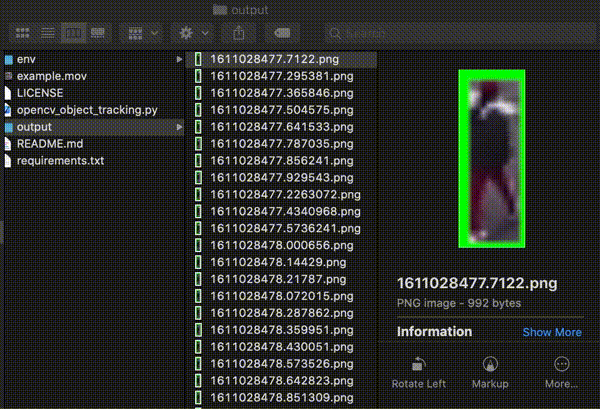 output
Search
env
example.mov
LICENSE
opencv_object_tracking.py
output
README.md
requirements.txt
1611028477.7122.png
1611028477.295381.png
1611028477.365846.png
1611028477.504575.png
1611028477.641533.png
1611028477.787035.png
1611028477.856241.png
1611028477.929543.png
1611028477.2263072.png
1611028477.4340968.png
1611028477.5736241.png
1611028478.000656.png
1611028478.14429.png
1611028478.21787.png
1611028478.072015.png
1611028478.287862.png
1611028478.359951.png
1611028478.430051.png
1611028478.573526.png
1611028478.642823.png
1611028478.851309.png
1611028477.7122.png
PNG image - 992 bytes
Information Show More
Rotate Left Markup More...